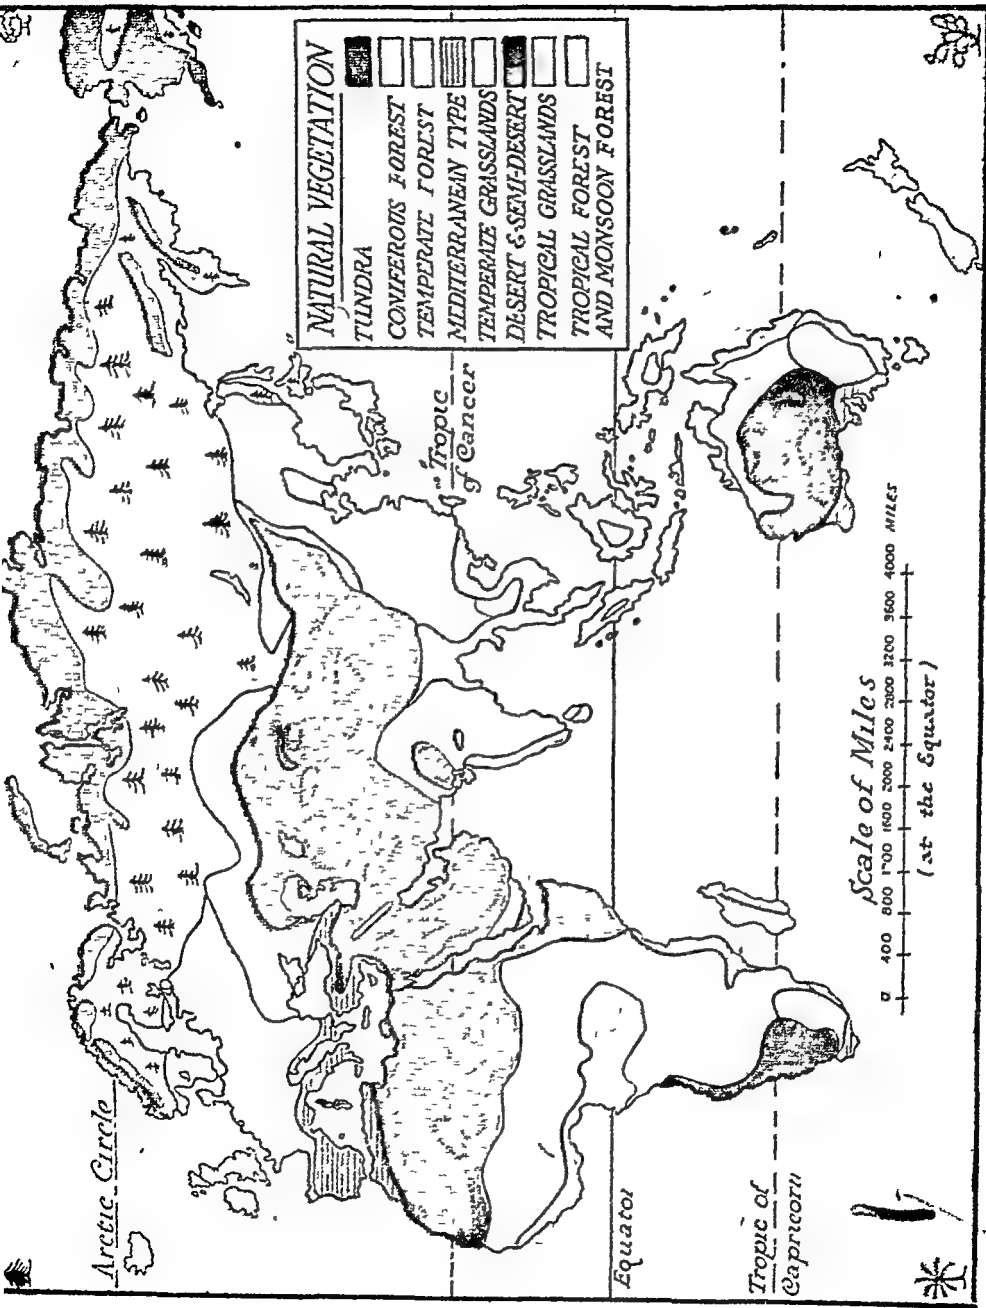 NATURAL VEGETATION
TUNDRA
CONIFEROUS FOREST
TEMPERATE FOREST
MEDITERRANEAN TYPE
TEMPERATE GRASSLANDS
DESERT & SEMI-DESERT
TROPICAL GRASSLANDS
TROPICAL FOREST
AND MONSOON FOREST
Arctic Circle
Tropic
of Cancer
Equator
Tropic of
Capricorn
Scale of Miles
0 400 800 1200 1600 2000 2400 2800 3200 3600 4000 MILES
(at the Equator)